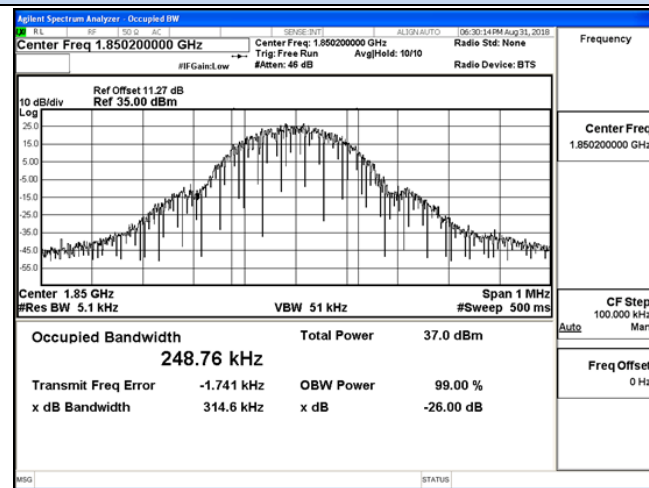 Agilent Spectrum Analyzer - Occupied BW
RL RF 50 Ω AC SENSE:INT ALIGN AUTO 06:30:14 PM Aug 31, 2018
Center Freq 1.850200000 GHz Center Freq: 1.850200000 GHz Radio Std: None Frequency
Trig: Free Run Avg|Hold: 10/10
#IFGain:Low #Atten: 46 dB Radio Device: BTS
Ref Offset 11.27 dB
10 dB/div Ref 35.00 dBm
Log
25.0
15.0
5.00
-5.00
-15.0
-25.0
-35.0
-45.0
-55.0
Center Freq
1.850200000 GHz
Center 1.85 GHz Span 1 MHz
#Res BW 5.1 kHz VBW 51 kHz #Sweep 500 ms
CF Step
100.000 kHz
Auto Man
Occupied Bandwidth Total Power 37.0 dBm
248.76 kHz
Freq Offset
0 Hz
Transmit Freq Error -1.741 kHz OBW Power 99.00 %
x dB Bandwidth 314.6 kHz x dB -26.00 dB
MSG STATUS